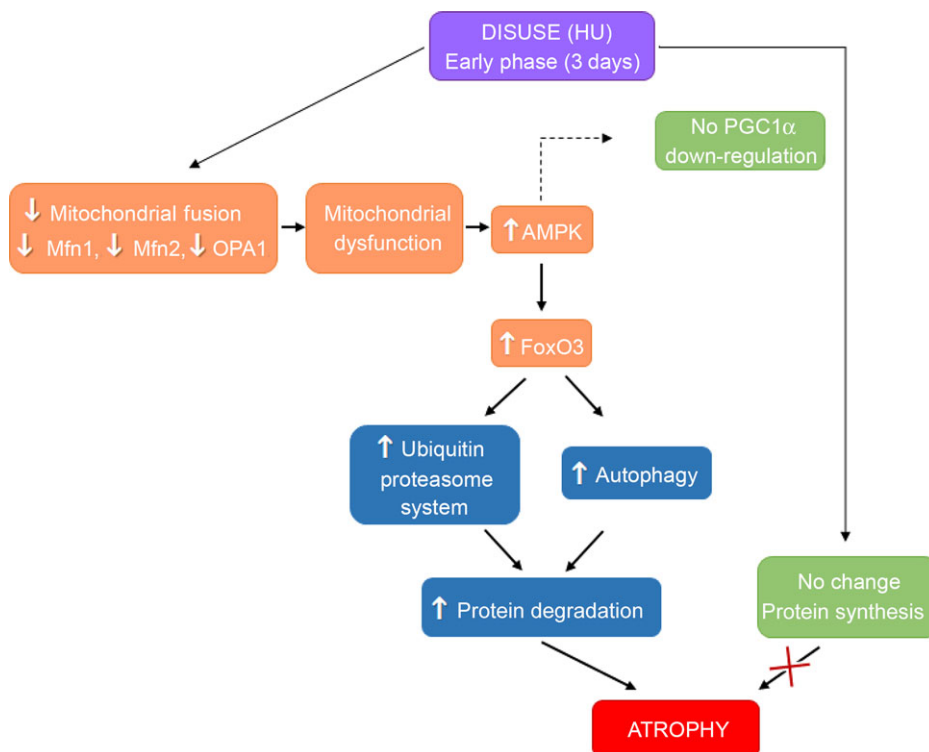 DISUSE (HU)
Early phase (3 days)
No PGC1α
down-regulation
↓ Mitochondrial fusion
↓ Mfn1, ↓ Mfn2, ↓ OPA1
Mitochondrial
dysfunction
↑ AMPK
↑ FoxO3
↑ Ubiquitin
proteasome
system
↑ Autophagy
↑ Protein degradation
No change
Protein synthesis
ATROPHY